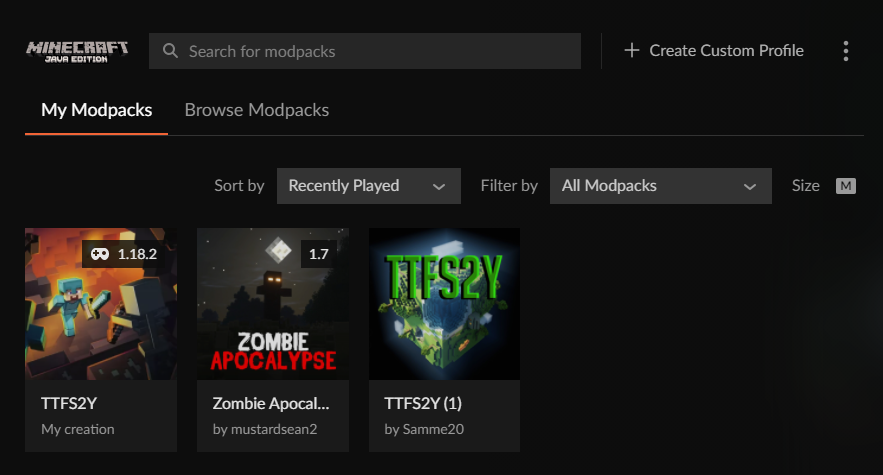 MINECRAFT
JAVA EDITION
Search for modpacks
Create Custom Profile
My Modpacks
Browse Modpacks
Sort by
Recently Played
Filter by
All Modpacks
Size
M
1.18.2
1.7
ZOMBIE
APOCALYPSE
TTFS2Y
TTFS2Y
My creation
Zombie Apocal...
by mustardsean2
TTFS2Y (1)
by Samme20